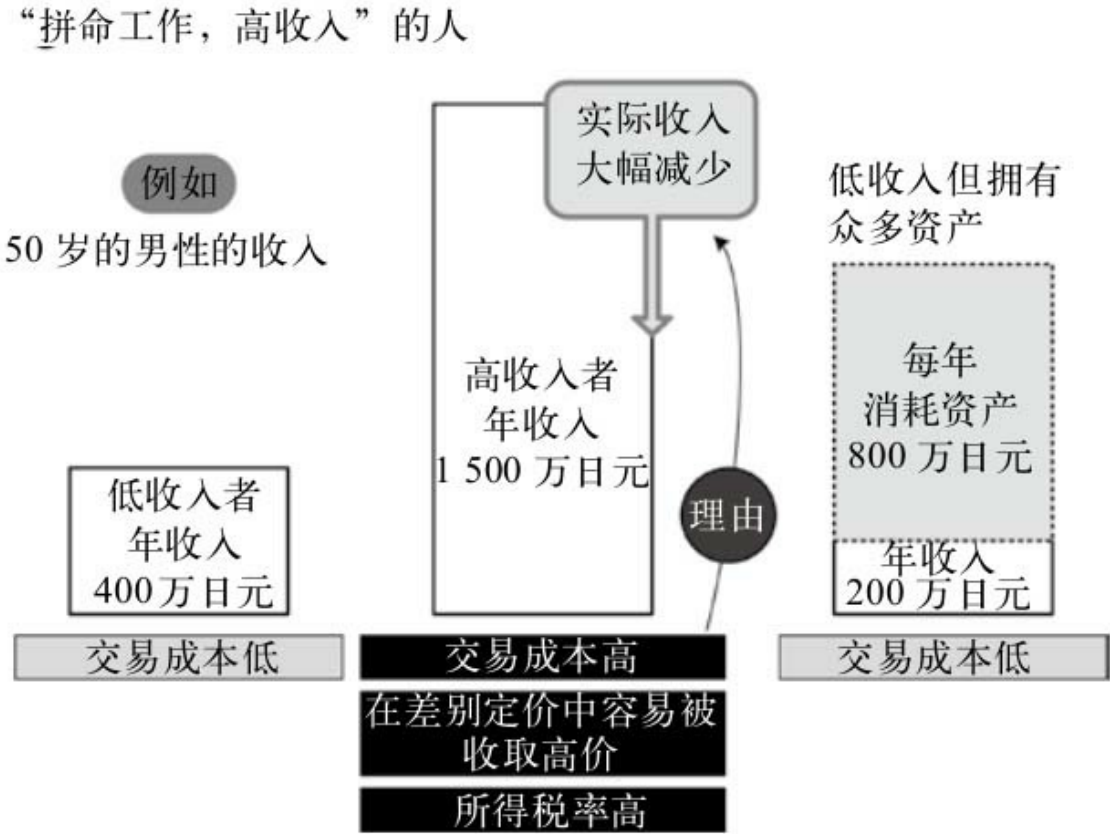 “拼命工作，高收入”的人
例如
50 岁的男性的收入
低收入者
年收入
400万日元
交易成本低
实际收入
大幅减少
高收入者
年收入
1 500 万日元
理由
交易成本高
在差别定价中容易被
收取高价
所得税率高
低收入但拥有
众多资产
每年
消耗资产
800 万日元
年收入
200 万日元
交易成本低